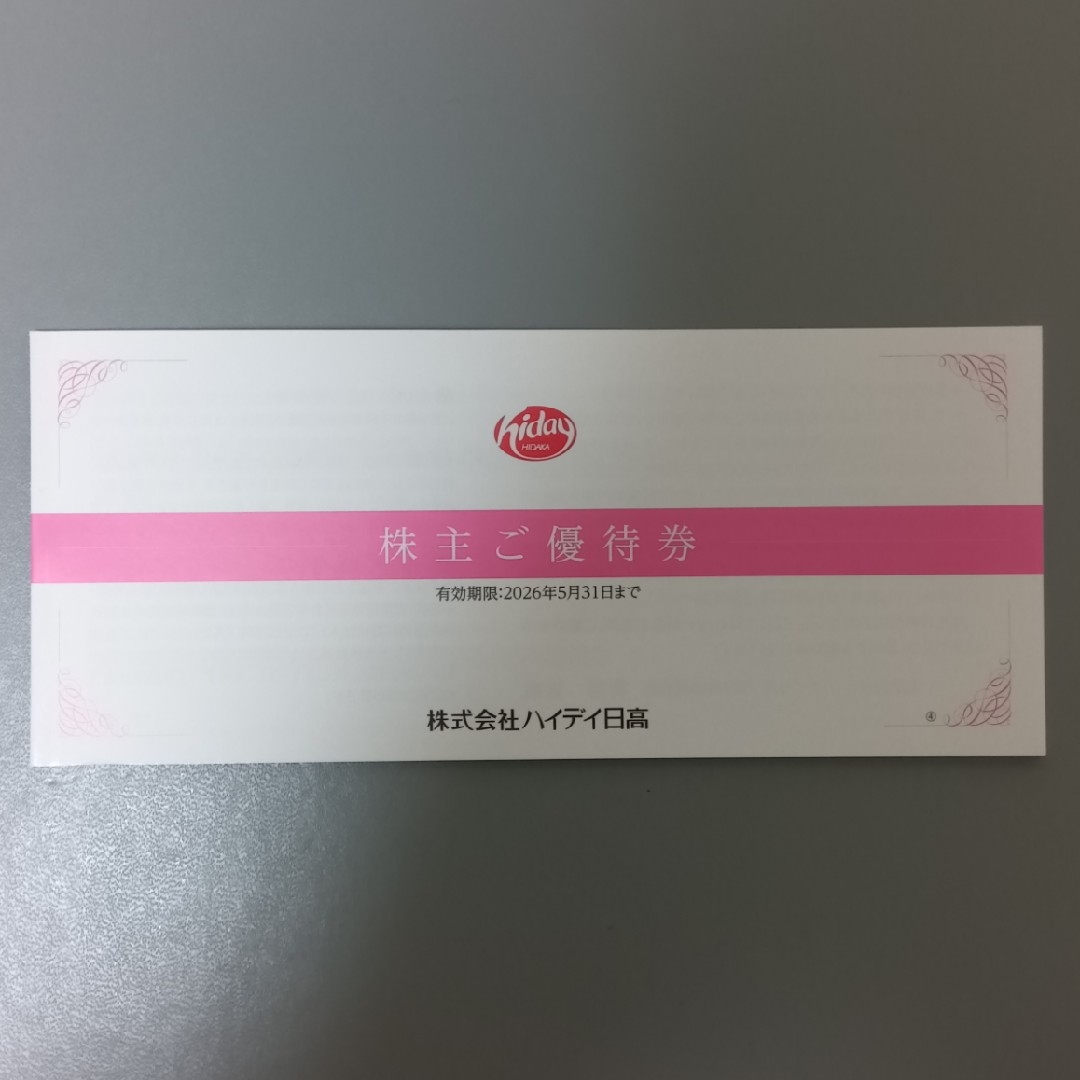 hiday
HIDAKA
株主ご優待券
有効期限:2026年5月31日まで
株式会社ハイデイ日高
④